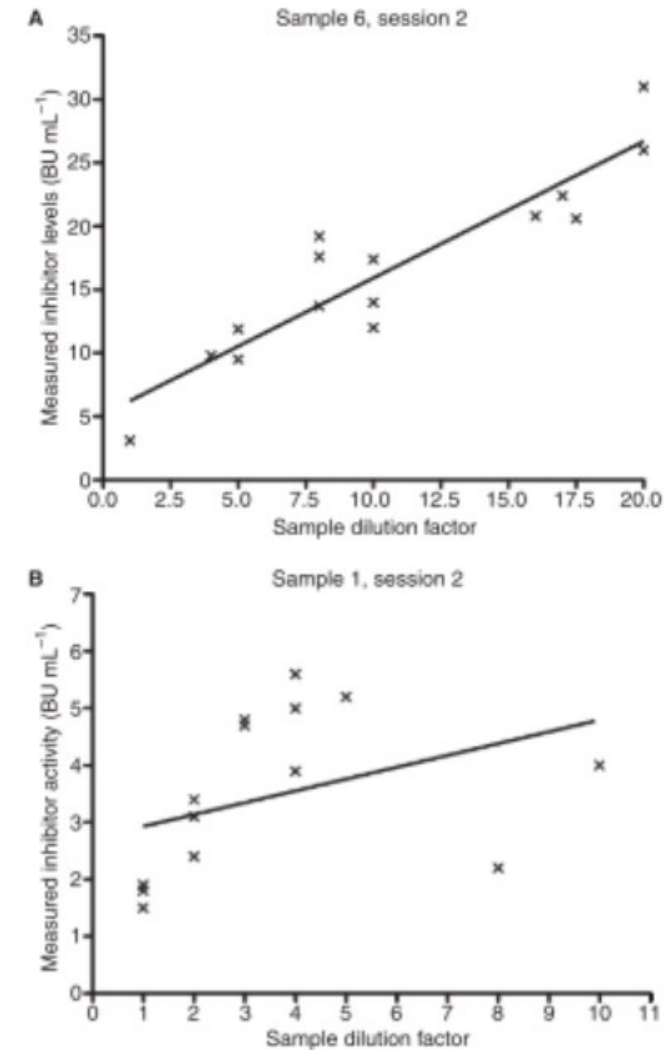 A
Sample 6, session 2
Measured inhibitor levels (BU mL⁻¹)
35
30
25
20
15
10
5
0
0.0 2.5 5.0 7.5 10.0 12.5 15.0 17.5 20.0
Sample dilution factor
B
Sample 1, session 2
Measured inhibitor activity (BU mL⁻¹)
7
6
5
4
3
2
1
0
0 1 2 3 4 5 6 7 8 9 10 11
Sample dilution factor